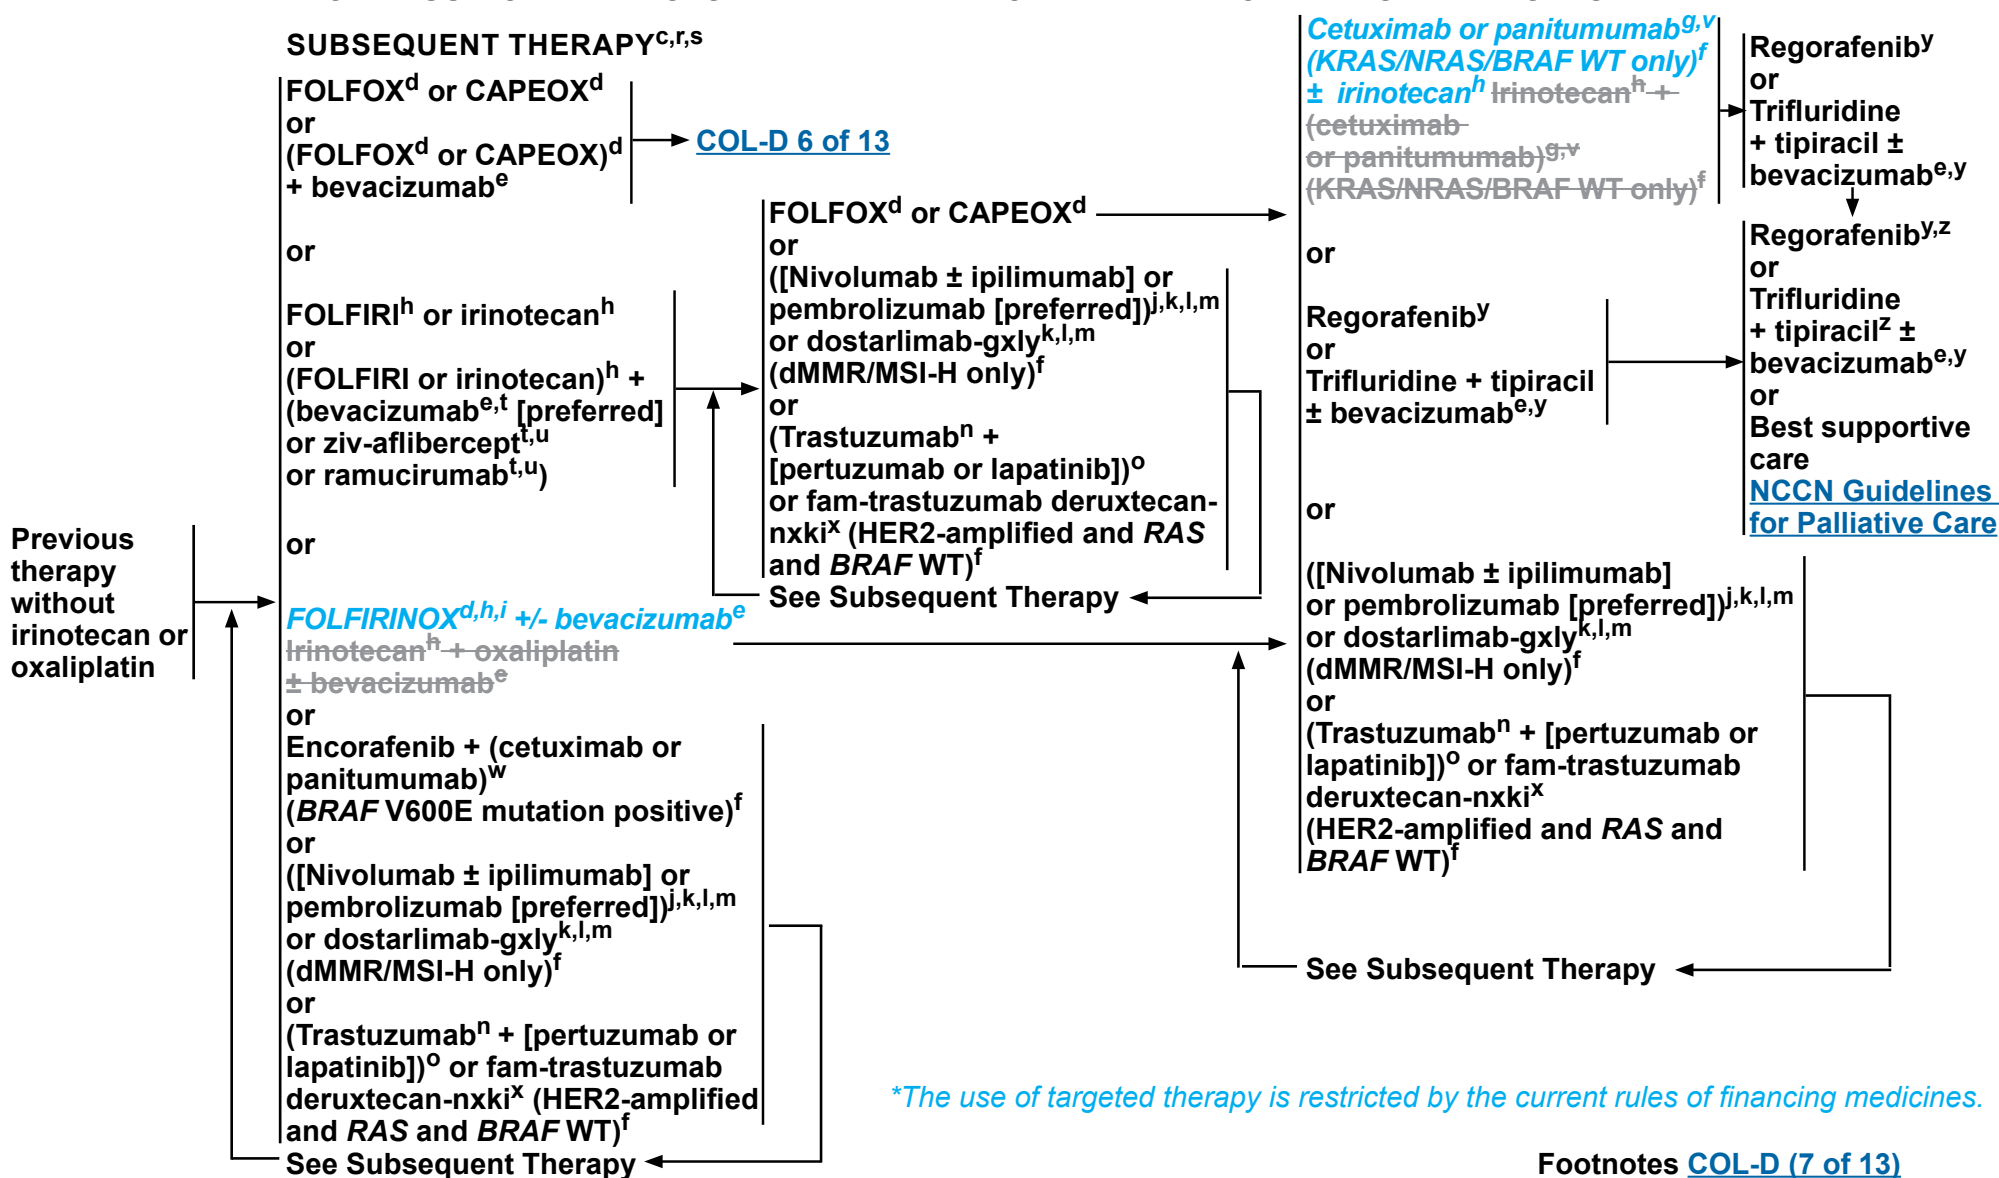 SUBSEQUENT THERAPYc,r,s
FOLFOXd or CAPEOXd
or
(FOLFOXd or CAPEOX)d
+ bevacizumabe
COL-D 6 of 13
or
FOLFIRIh or irinotecanh
or
(FOLFIRI or irinotecan)h +
(bevacizumabe,t [preferred]
or ziv-afliberceptt,u
or ramucirumabt,u)
or
Previous
therapy
without
irinotecan or
oxaliplatin
FOLFIRINOXd,h,i +/- bevacizumabe
Irinotecanh + oxaliplatin
± bevacizumabe
or
Encorafenib + (cetuximab or
panitumumab)w
(BRAF V600E mutation positive)f
or
([Nivolumab ± ipilimumab] or
pembrolizumab [preferred])j,k,l,m
or dostarlimab-gxlyk,l,m
(dMMR/MSI-H only)f
or
(Trastuzumabn + [pertuzumab or
lapatinib])o or fam-trastuzumab
deruxtecan-nxkix (HER2-amplified
and RAS and BRAF WT)f
See Subsequent Therapy
FOLFOXd or CAPEOXd
or
([Nivolumab ± ipilimumab] or
pembrolizumab [preferred])j,k,l,m
or dostarlimab-gxlyk,l,m
(dMMR/MSI-H only)f
or
(Trastuzumabn +
[pertuzumab or lapatinib])o
or fam-trastuzumab deruxtecan-
nxkix (HER2-amplified and RAS
and BRAF WT)f
See Subsequent Therapy
Cetuximab or panitumumabg,v
(KRAS/NRAS/BRAF WT only)f
± irinotecanh Irinotecanh +
(cetuximab
or panitumumab)g,v
(KRAS/NRAS/BRAF WT only)f
or
Regorafeniby
or
Trifluridine + tipiracil
± bevacizumabe,y
or
([Nivolumab ± ipilimumab]
or pembrolizumab [preferred])j,k,l,m
or dostarlimab-gxlyk,l,m
(dMMR/MSI-H only)f
or
(Trastuzumabn + [pertuzumab or
lapatinib])o or fam-trastuzumab
deruxtecan-nxkix
(HER2-amplified and RAS and
BRAF WT)f
See Subsequent Therapy
Regorafeniby
or
Trifluridine
+ tipiracil ±
bevacizumabe,y
Regorafeniby,z
or
Trifluridine
+ tipiracilz ±
bevacizumabe,y
or
Best supportive
care
NCCN Guidelines
for Palliative Care
*The use of targeted therapy is restricted by the current rules of financing medicines.
Footnotes COL-D (7 of 13)